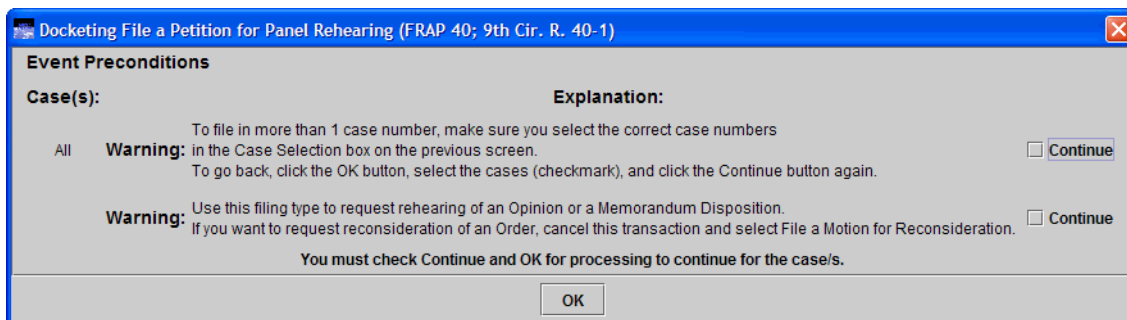 Docketing File a Petition for Panel Rehearing (FRAP 40; 9th Cir. R. 40-1)
Event Preconditions
Case(s): Explanation:
To file in more than 1 case number, make sure you select the correct case numbers
All Warning: in the Case Selection box on the previous screen. Continue
To go back, click the OK button, select the cases (checkmark), and click the Continue button again.
Warning: Use this filing type to request rehearing of an Opinion or a Memorandum Disposition. Continue
If you want to request reconsideration of an Order, cancel this transaction and select File a Motion for Reconsideration.
You must check Continue and OK for processing to continue for the case/s.
OK